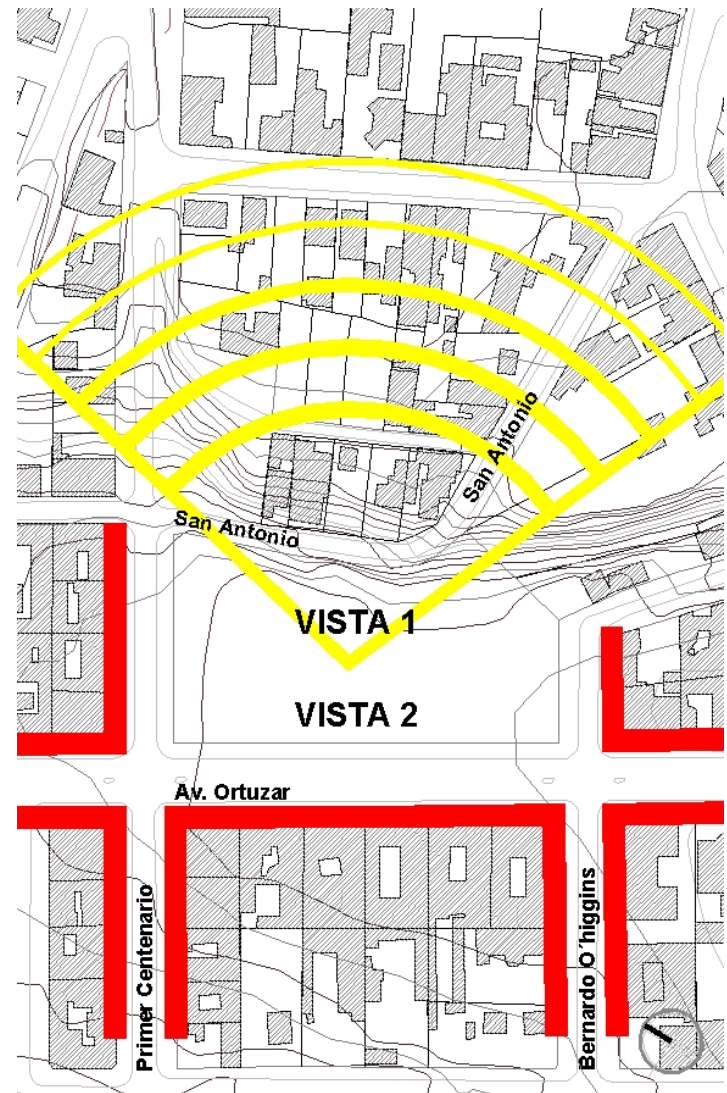 San Antonio
San Antonio
VISTA 1
VISTA 2
Av. Ortuzar
Primer Centenario
Bernardo O´higgins